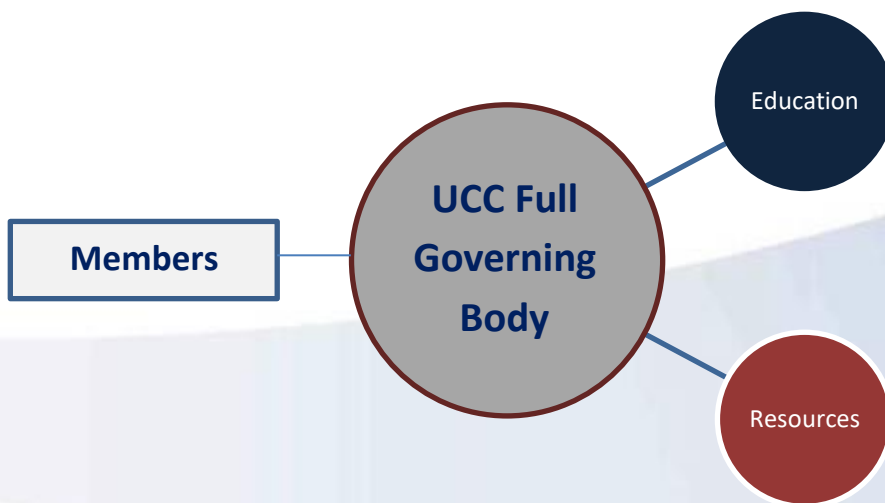 Education
UCC Full
Governing
Body
Members
Resources